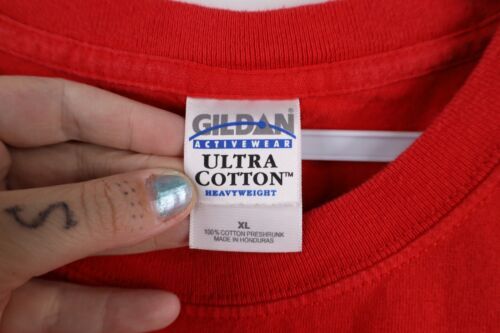 GILDAN
ACTIVEWEAR
ULTRA
COTTON™
HEAVYWEIGHT
XL
100% COTTON PRESHRUNK
MADE IN HONDURAS
S